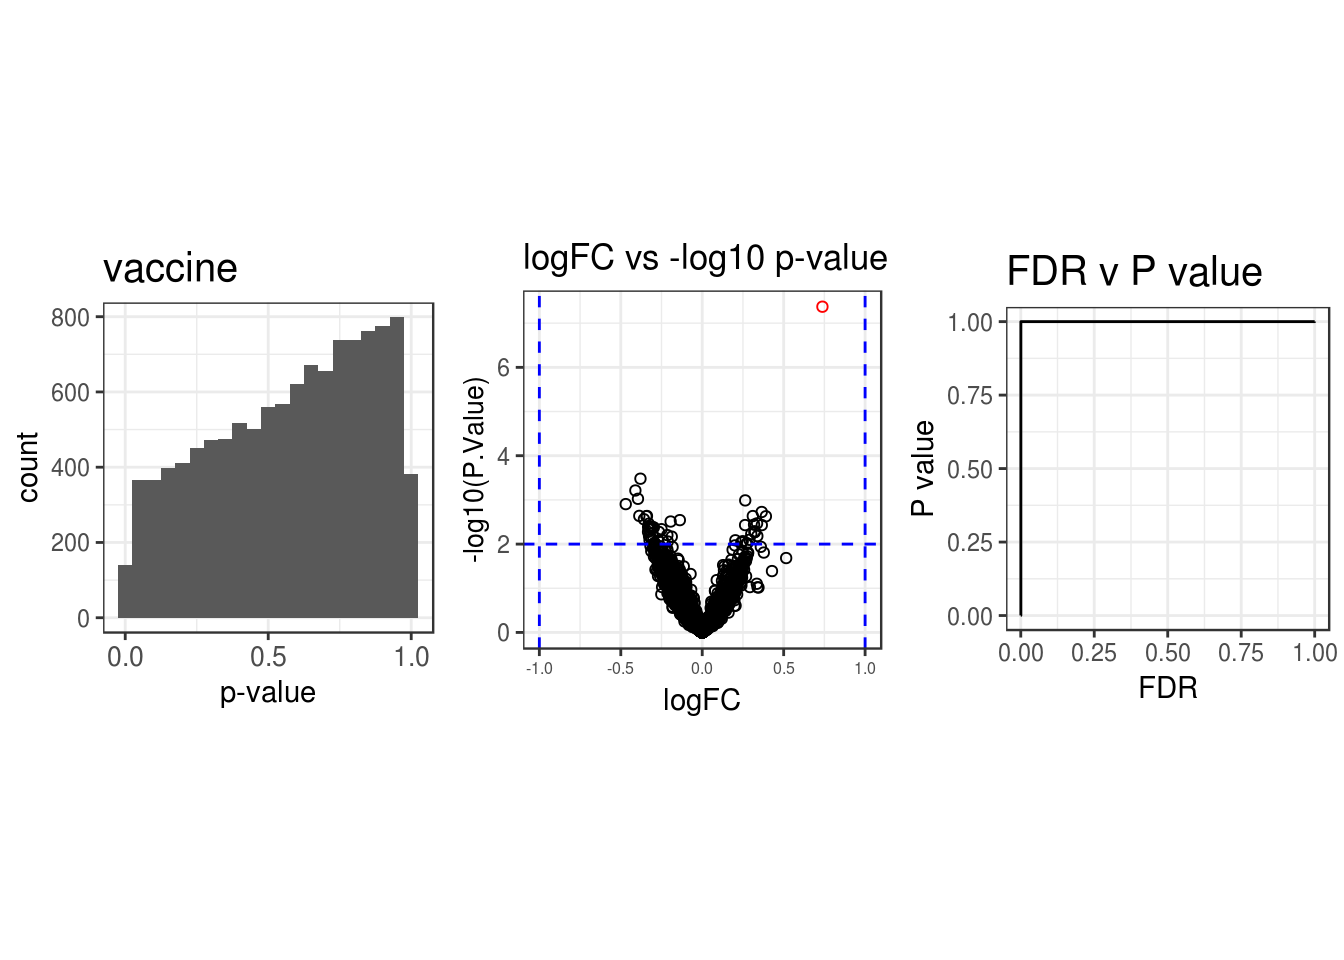 vaccine
800
600
400
200
0
count
0.0 0.5 1.0
p-value
logFC vs -log10 p-value
6
4
2
0
-log10(P.Value)
-1.0 -0.5 0.0 0.5 1.0
logFC
FDR v P value
1.00
0.75
0.50
0.25
0.00
P value
0.00 0.25 0.50 0.75 1.00
FDR